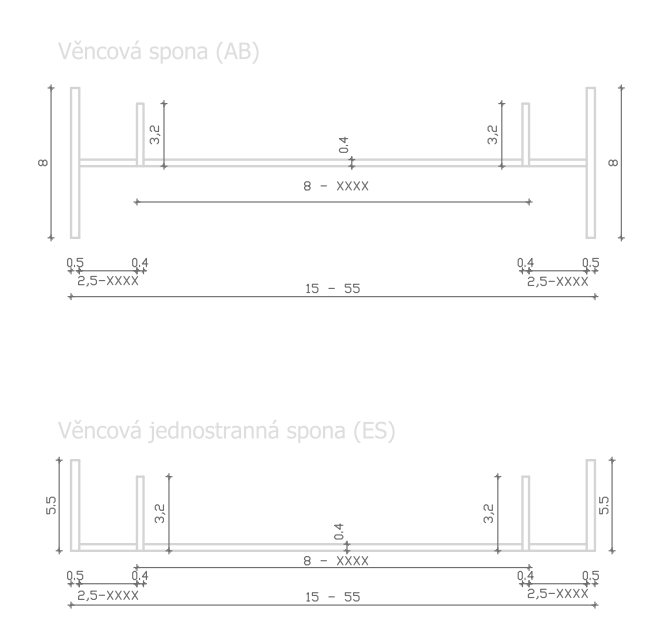 Věncová spona (AB)
8
3,2
0.4
3,2
8
8 - XXXX
0.5 0.4 0.4 0.5
2,5-XXXX 2,5-XXXX
15 - 55
Věncová jednostranná spona (ES)
5.5
3,2
0.4
3,2
5.5
8 - XXXX
0.5 0.4 0.4 0.5
2,5-XXXX 2,5-XXXX
15 - 55